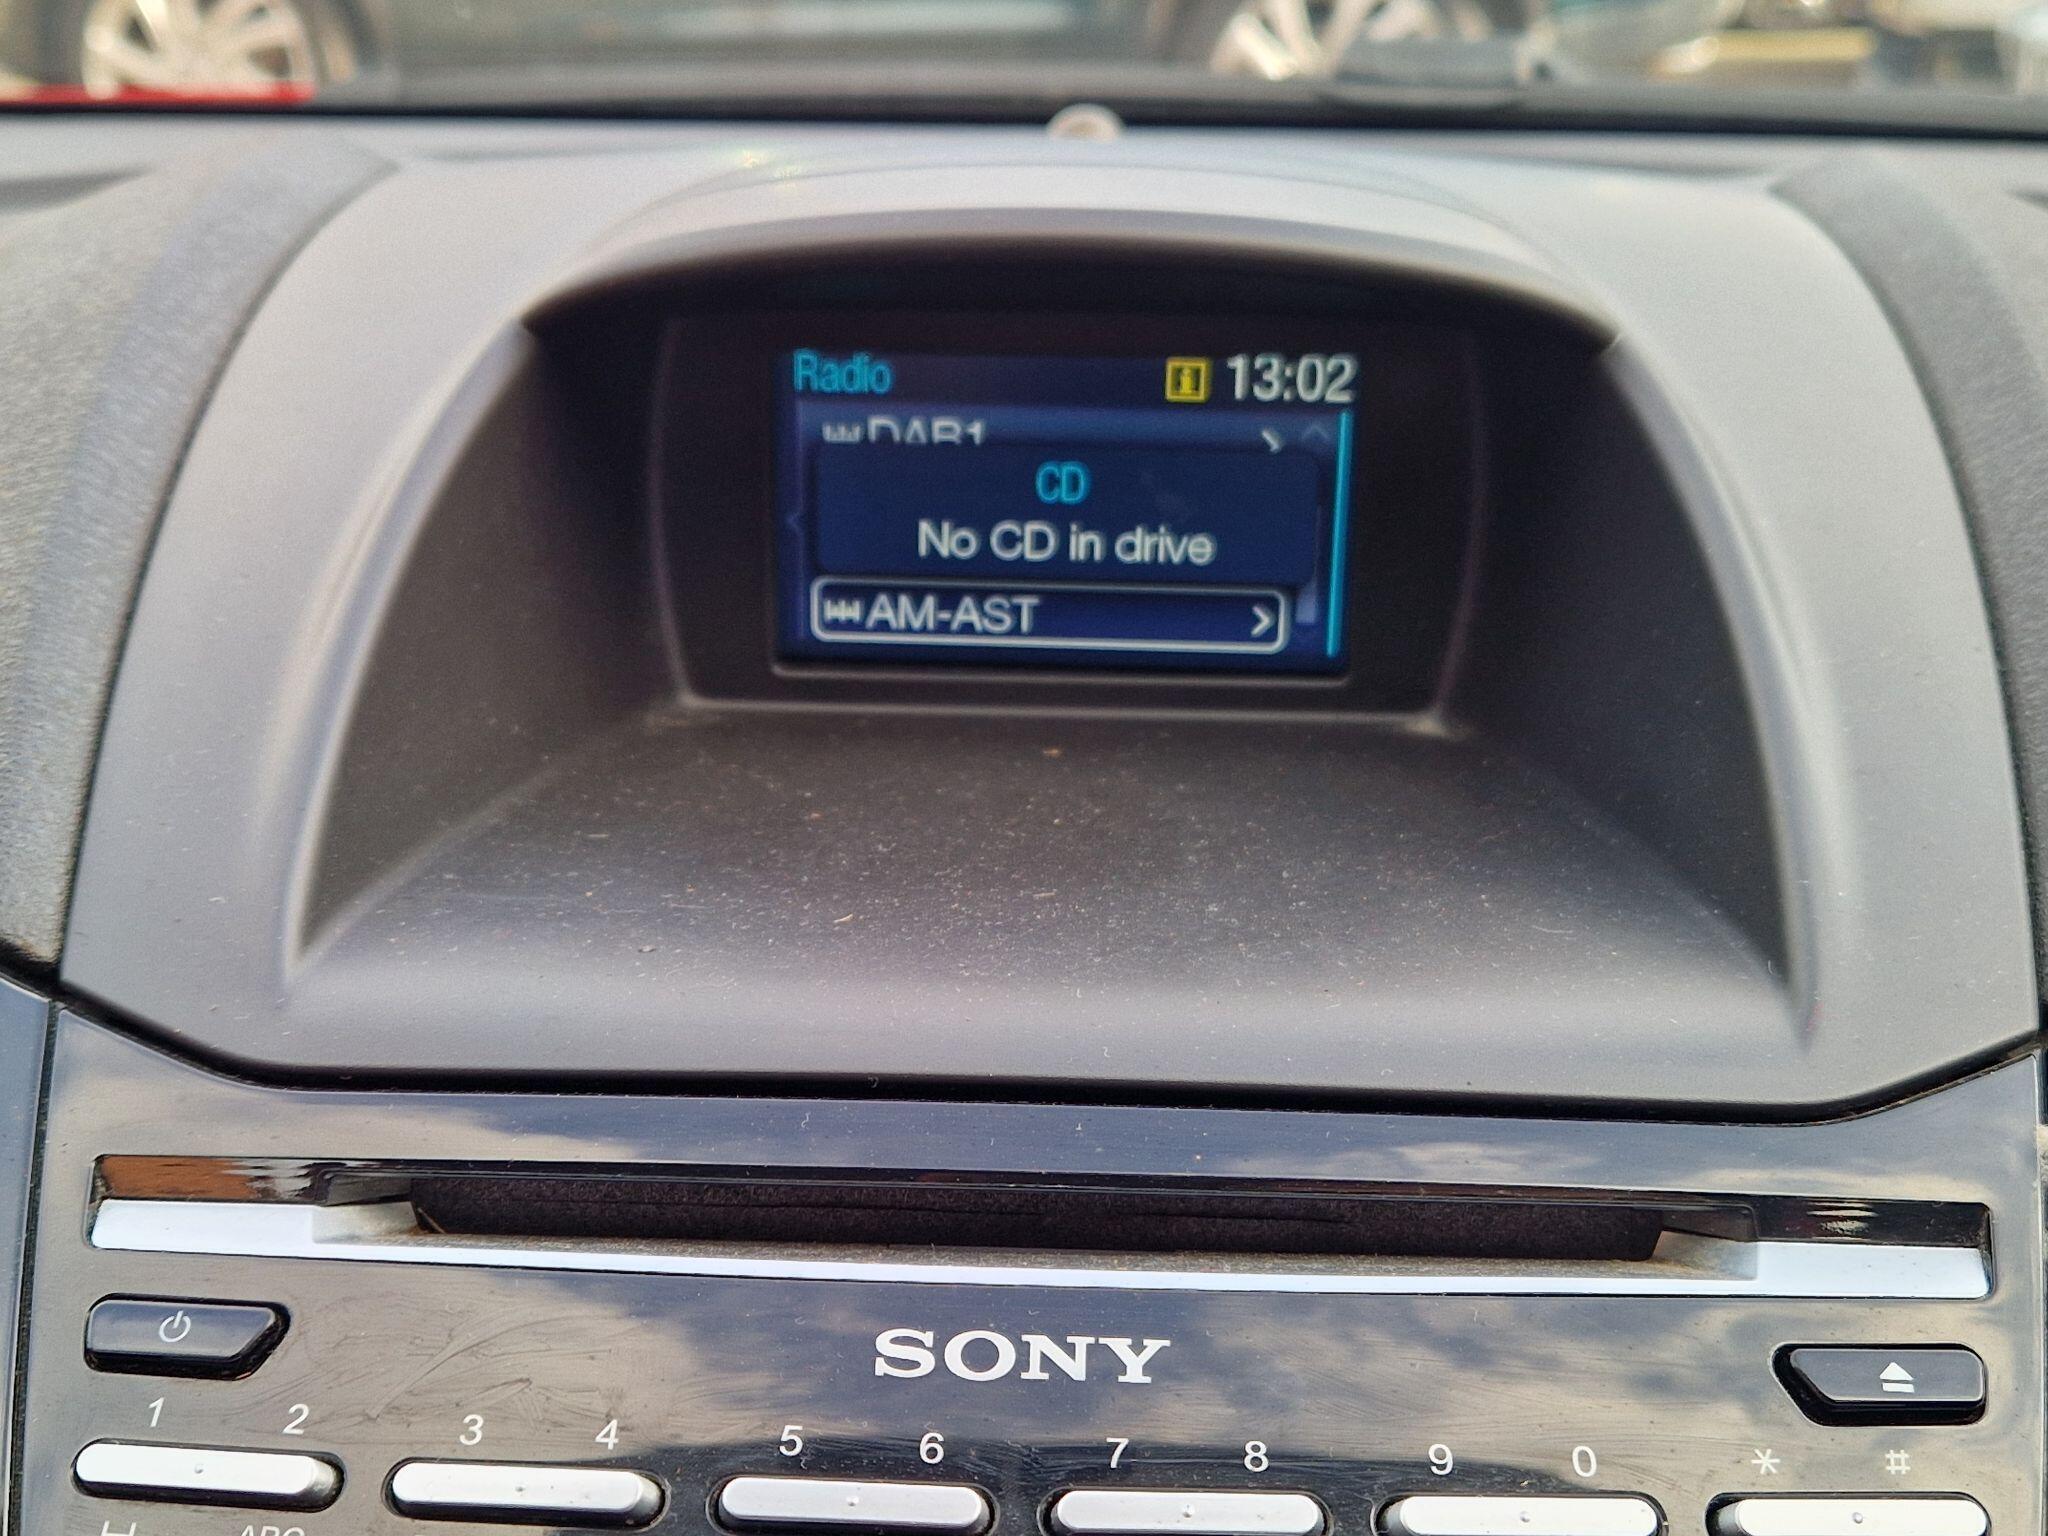 Radio 13:02
DAB1
CD
No CD in drive
AM-AST
SONY
1 2 3 4 5 6 7 8 9 0 * #